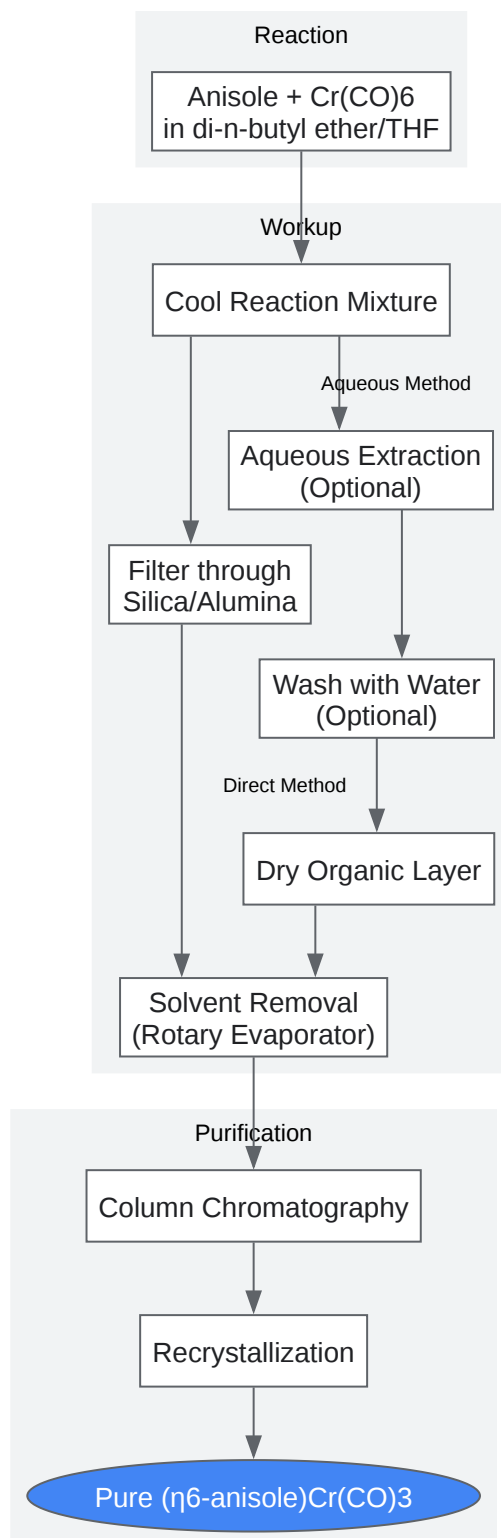 Reaction
Anisole + Cr(CO)6
in di-n-butyl ether/THF
Workup
Cool Reaction Mixture
Aqueous Method
Aqueous Extraction
(Optional)
Filter through
Silica/Alumina
Wash with Water
(Optional)
Direct Method
Dry Organic Layer
Solvent Removal
(Rotary Evaporator)
Purification
Column Chromatography
Recrystallization
Pure (η6-anisole)Cr(CO)3